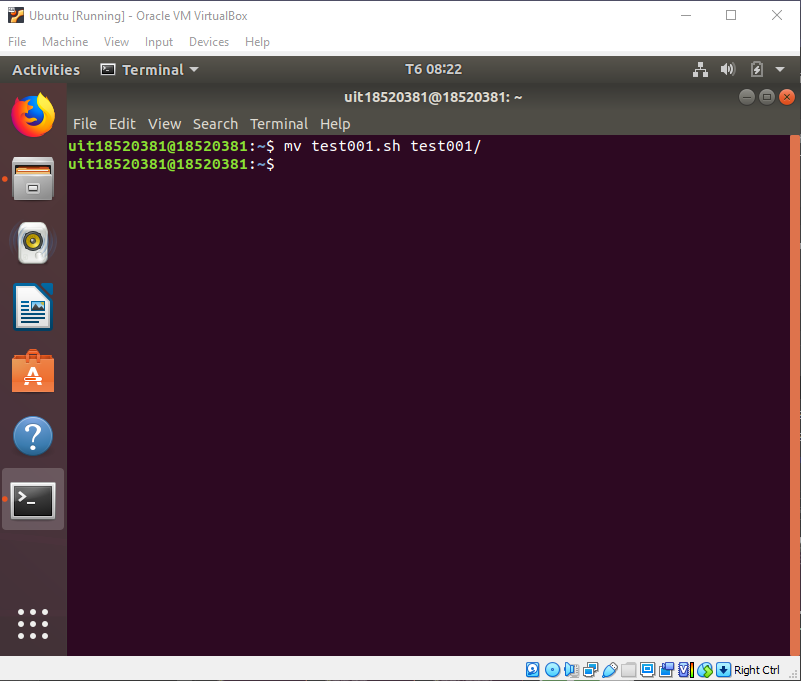 Ubuntu [Running] - Oracle VM VirtualBox
File Machine View Input Devices Help
Activities Terminal T6 08:22
uit18520381@18520381: ~
File Edit View Search Terminal Help
uit18520381@18520381:~$ mv test001.sh test001/
uit18520381@18520381:~$
Right Ctrl